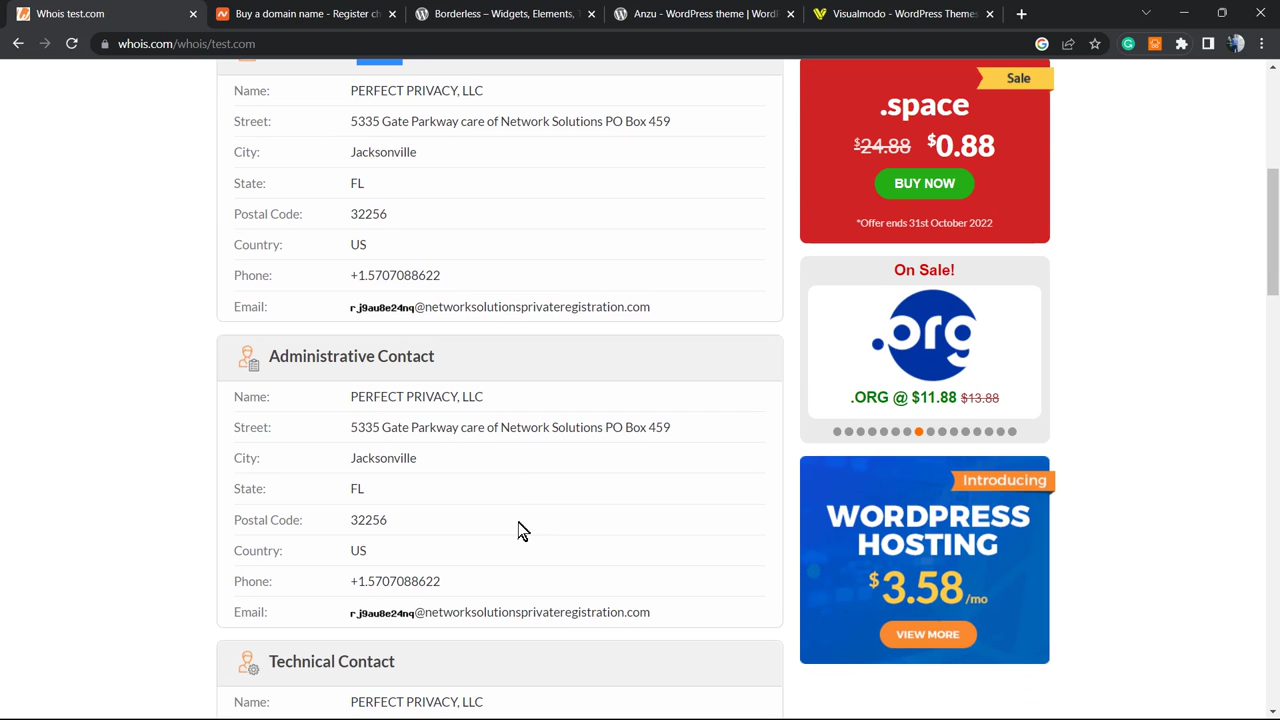 Whois test.com
Buy a domain name - Register ch
Borderless – Widgets, Elements, T
Anzu - WordPress theme | WordP
Visualmodo - WordPress Themes
whois.com/whois/test.com
Name: PERFECT PRIVACY, LLC
Street: 5335 Gate Parkway care of Network Solutions PO Box 459
City: Jacksonville
State: FL
Postal Code: 32256
Country: US
Phone: +1.5707088622
Email: rj9au8e24nq@networksolutionsprivateregistration.com
Administrative Contact
Name: PERFECT PRIVACY, LLC
Street: 5335 Gate Parkway care of Network Solutions PO Box 459
City: Jacksonville
State: FL
Postal Code: 32256
Country: US
Phone: +1.5707088622
Email: rj9au8e24nq@networksolutionsprivateregistration.com
Technical Contact
Name: PERFECT PRIVACY, LLC
Sale
.space
$24.88 $0.88
BUY NOW
*Offer ends 31st October 2022
On Sale!
.org
.ORG @ $11.88 $13.88
Introducing
WORDPRESS
HOSTING
$3.58/mo
VIEW MORE